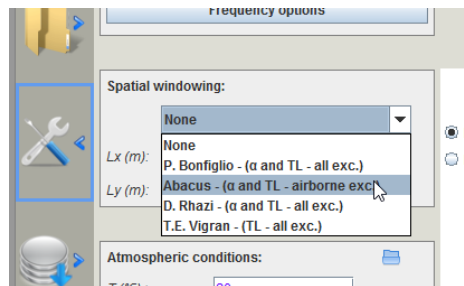 Frequency options
Spatial windowing:
None
None
Lx (m):
P. Bonfiglio - (α and TL - all exc.)
Abacus - (α and TL - airborne exc.)
Ly (m):
D. Rhazi - (α and TL - all exc.)
T.E. Vigran - (TL - all exc.)
Atmospheric conditions: